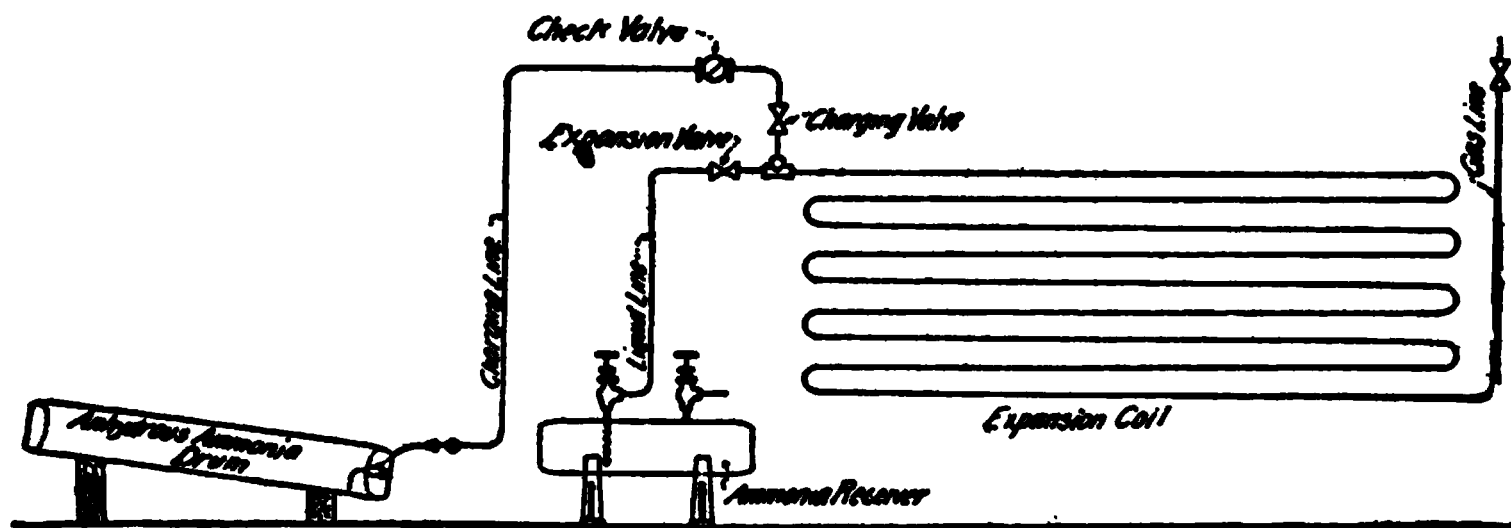 Check Valve
Charging Valve
Expansion Valve
Gas Line
Charging Line
Liquid Line
Expansion Coil
Anhydrous Ammonia
Drum
Ammonia Receiver